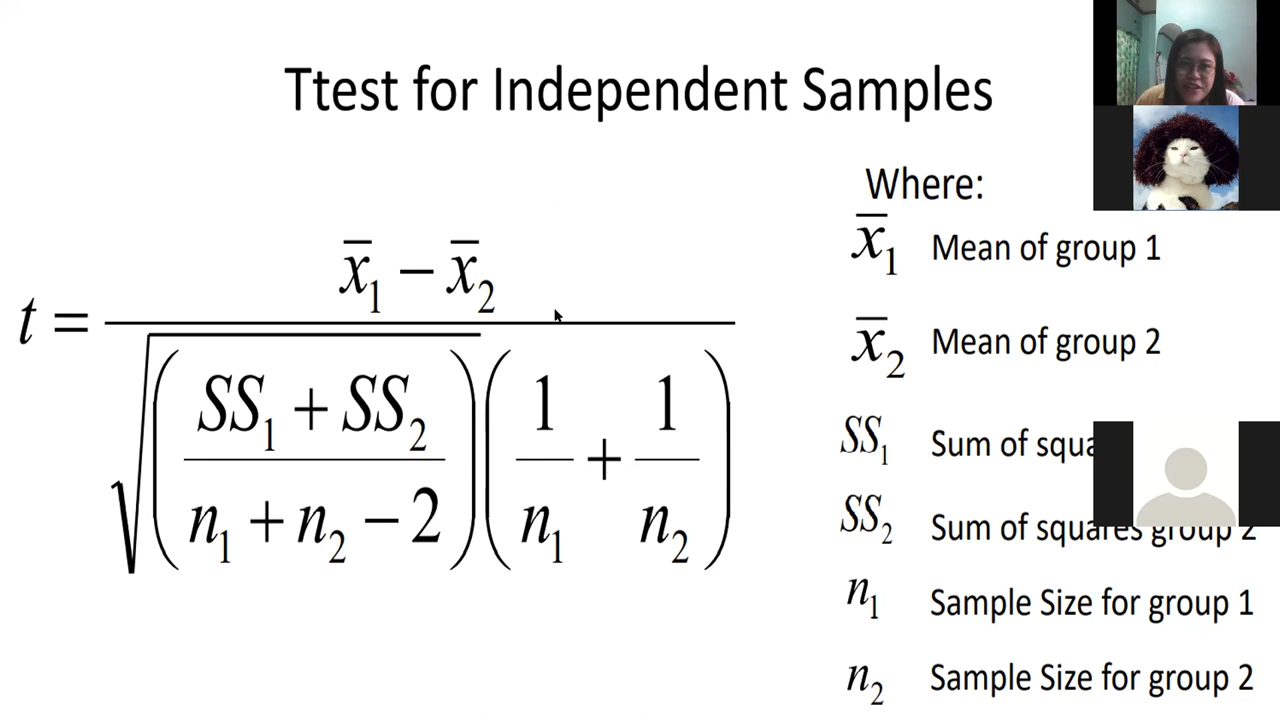 Ttest for Independent Samples
t = (x̄₁ − x̄₂) / √((SS₁ + SS₂) / (n₁ + n₂ − 2)) (1/n₁ + 1/n₂)
Where:
x̄₁ Mean of group 1
x̄₂ Mean of group 2
SS₁ Sum of squa
SS₂ Sum of squares group 2
n₁ Sample Size for group 1
n₂ Sample Size for group 2